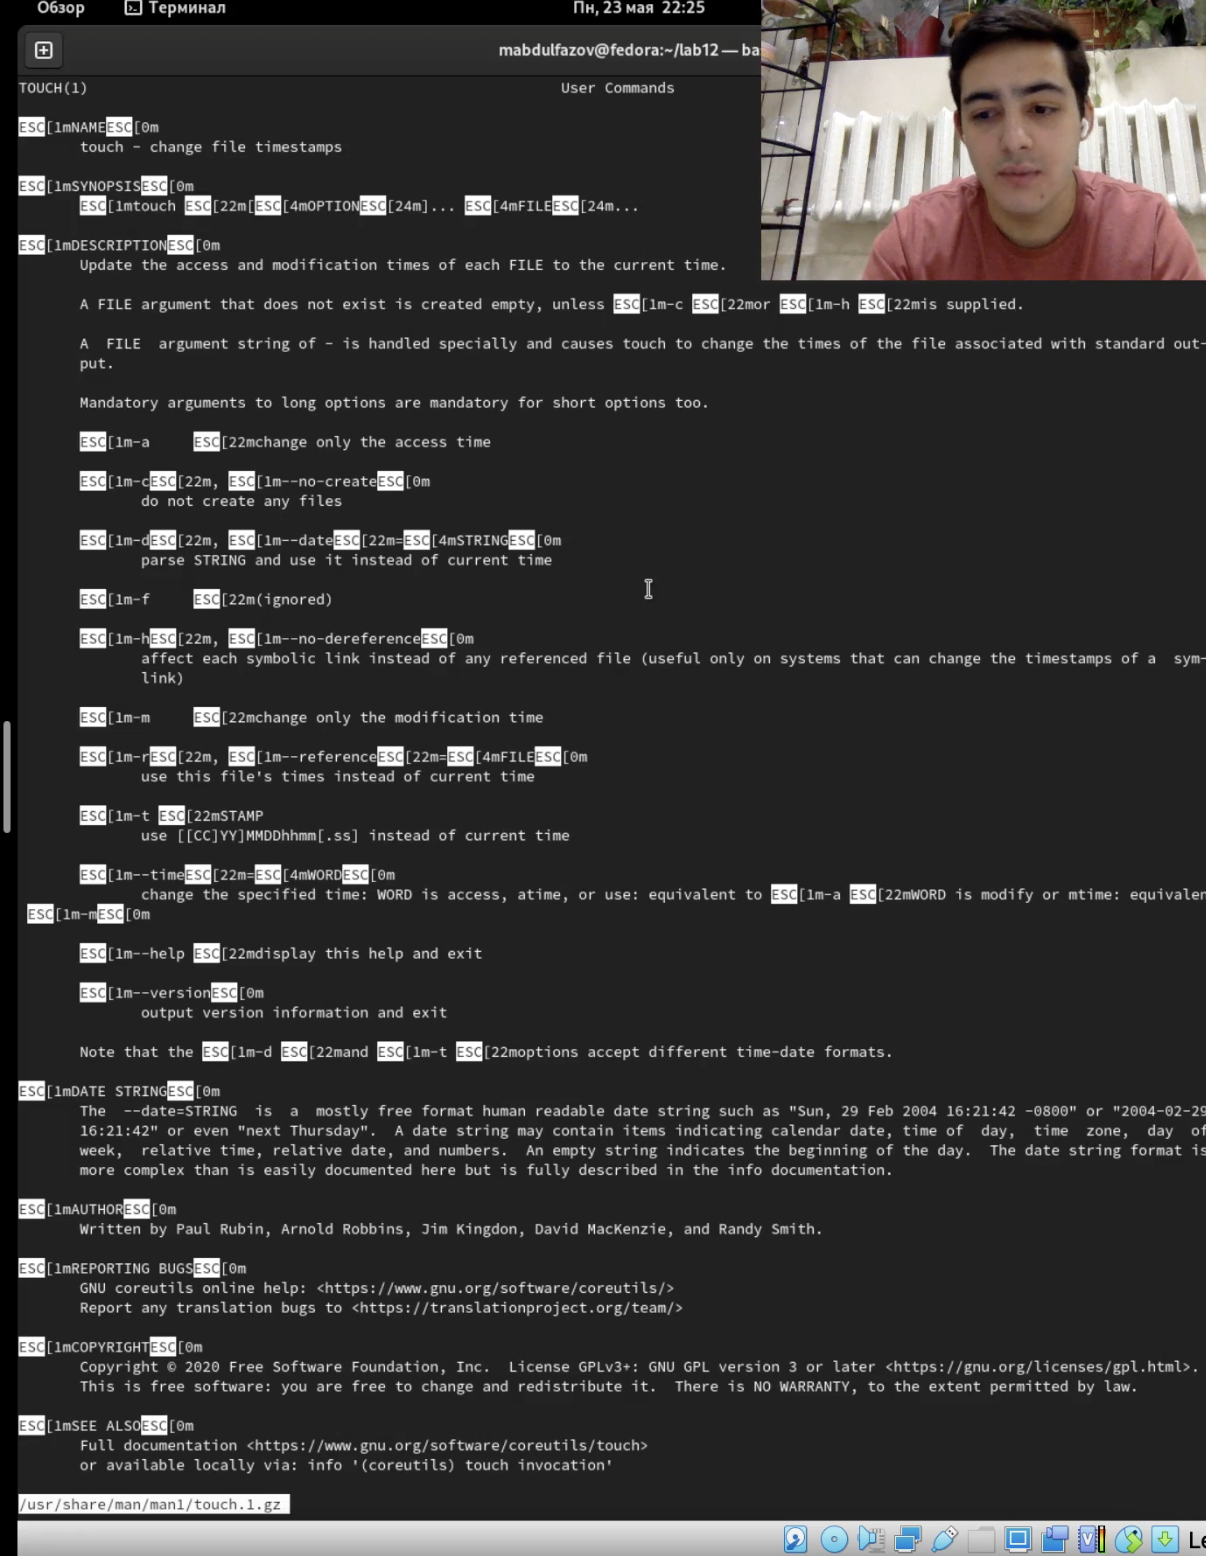 Обзор Терминал Пн, 23 мая 22:25
mabdulfazov@fedora:~/lab12 — ba
TOUCH(1) User Commands
ESC[1mNAMEESC[0m
touch - change file timestamps
ESC[1mSYNOPSISESC[0m
ESC[1mtouch ESC[22m[ESC[4mOPTIONESC[24m]... ESC[4mFILEESC[24m...
ESC[1mDESCRIPTIONESC[0m
Update the access and modification times of each FILE to the current time.
A FILE argument that does not exist is created empty, unless ESC[1m-c ESC[22mor ESC[1m-h ESC[22mis supplied.
A  FILE  argument string of - is handled specially and causes touch to change the times of the file associated with standard out-
put.
Mandatory arguments to long options are mandatory for short options too.
ESC[1m-a     ESC[22mchange only the access time
ESC[1m-cESC[22m, ESC[1m--no-createESC[0m
do not create any files
ESC[1m-dESC[22m, ESC[1m--dateESC[22m=ESC[4mSTRINGESC[0m
parse STRING and use it instead of current time
ESC[1m-f     ESC[22m(ignored)
ESC[1m-hESC[22m, ESC[1m--no-dereferenceESC[0m
affect each symbolic link instead of any referenced file (useful only on systems that can change the timestamps of a  sym-
link)
ESC[1m-m     ESC[22mchange only the modification time
ESC[1m-rESC[22m, ESC[1m--referenceESC[22m=ESC[4mFILEESC[0m
use this file's times instead of current time
ESC[1m-t ESC[22mSTAMP
use [[CC]YY]MMDDhhmm[.ss] instead of current time
ESC[1m--timeESC[22m=ESC[4mWORDESC[0m
change the specified time: WORD is access, atime, or use: equivalent to ESC[1m-a ESC[22mWORD is modify or mtime: equivalen
ESC[1m-mESC[0m
ESC[1m--help ESC[22mdisplay this help and exit
ESC[1m--versionESC[0m
output version information and exit
Note that the ESC[1m-d ESC[22mand ESC[1m-t ESC[22moptions accept different time-date formats.
ESC[1mDATE STRINGESC[0m
The  --date=STRING  is  a  mostly free format human readable date string such as "Sun, 29 Feb 2004 16:21:42 -0800" or "2004-02-29
16:21:42" or even "next Thursday".  A date string may contain items indicating calendar date, time of  day,  time  zone,  day  of
week,  relative time, relative date, and numbers.  An empty string indicates the beginning of the day.  The date string format is
more complex than is easily documented here but is fully described in the info documentation.
ESC[1mAUTHORESC[0m
Written by Paul Rubin, Arnold Robbins, Jim Kingdon, David MacKenzie, and Randy Smith.
ESC[1mREPORTING BUGSESC[0m
GNU coreutils online help: <https://www.gnu.org/software/coreutils/>
Report any translation bugs to <https://translationproject.org/team/>
ESC[1mCOPYRIGHTESC[0m
Copyright © 2020 Free Software Foundation, Inc.  License GPLv3+: GNU GPL version 3 or later <https://gnu.org/licenses/gpl.html>.
This is free software: you are free to change and redistribute it.  There is NO WARRANTY, to the extent permitted by law.
ESC[1mSEE ALSOESC[0m
Full documentation <https://www.gnu.org/software/coreutils/touch>
or available locally via: info '(coreutils) touch invocation'
/usr/share/man/man1/touch.1.gz
Le